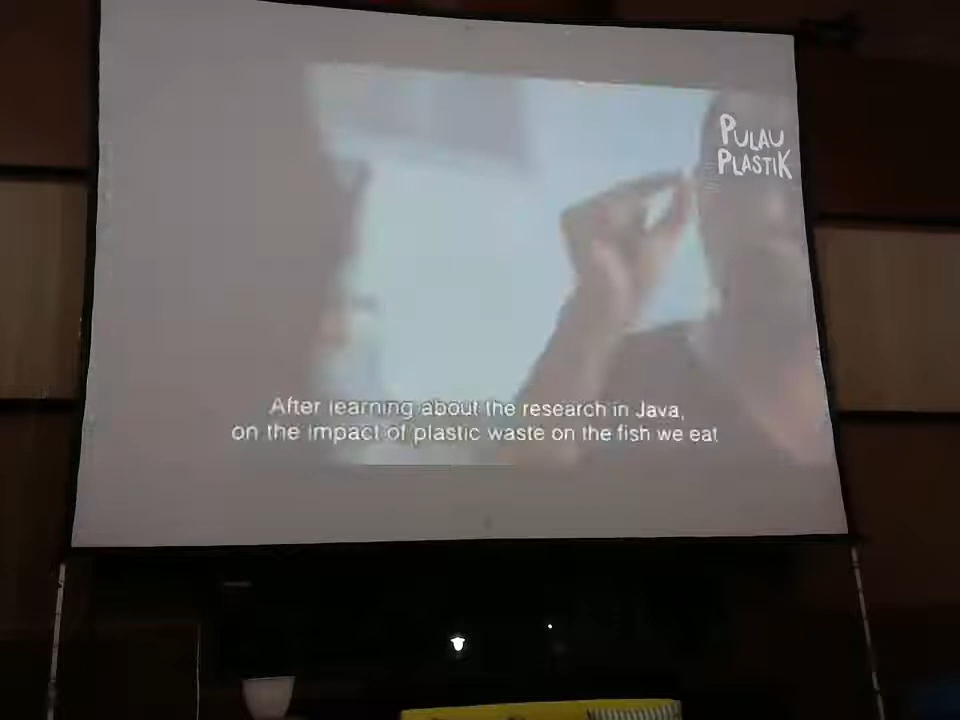 PULAU
PLASTIK
After learning about the research in Java,
on the impact of plastic waste on the fish we eat